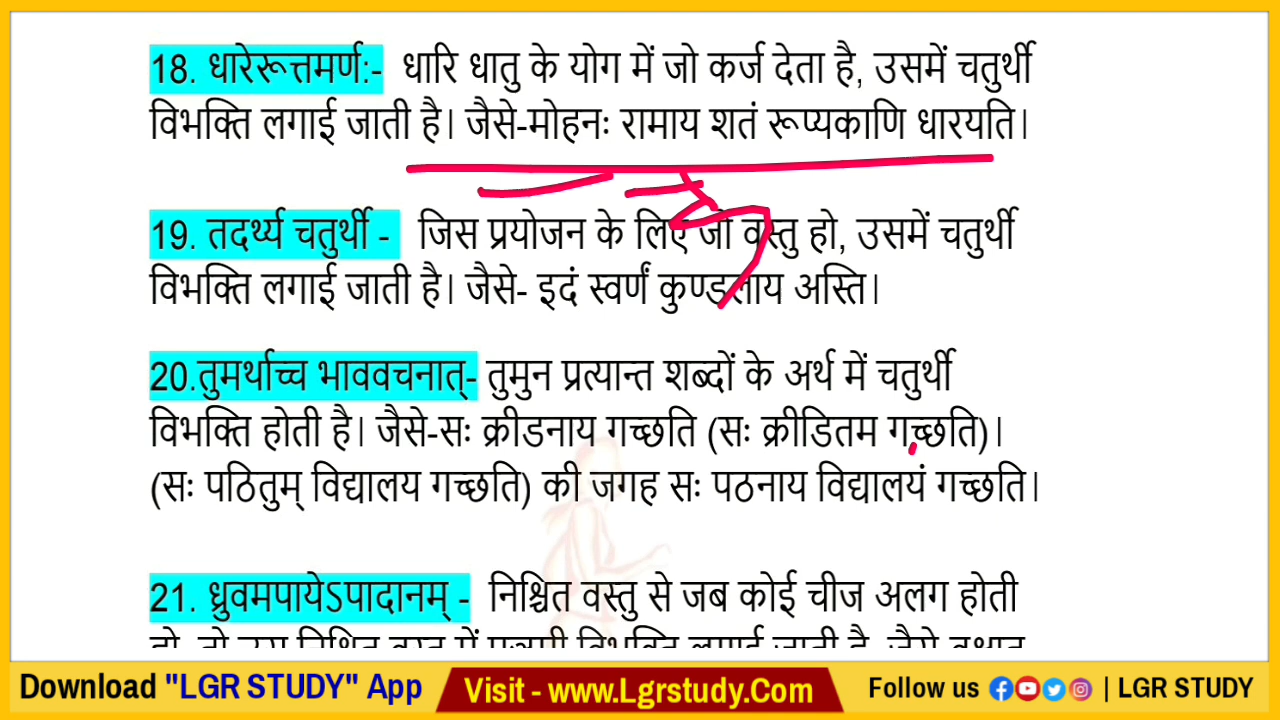 18. धारेरूत्तमर्ण:- धारि धातु के योग में जो कर्ज देता है, उसमें चतुर्थी
विभक्ति लगाई जाती है। जैसे-मोहनः रामाय शतं रूप्यकाणि धारयति।
19. तदर्थ्य चतुर्थी - जिस प्रयोजन के लिए जो वस्तु हो, उसमें चतुर्थी
विभक्ति लगाई जाती है। जैसे- इदं स्वर्णं कुण्डलाय अस्ति।
20.तुमर्थाच्च भाववचनात्- तुमुन प्रत्यान्त शब्दों के अर्थ में चतुर्थी
विभक्ति होती है। जैसे-सः क्रीडनाय गच्छति (सः क्रीडितम गच्छति)।
(सः पठितुम् विद्यालय गच्छति) की जगह सः पठनाय विद्यालयं गच्छति।
21. ध्रुवमपायेऽपादानम् - निश्चित वस्तु से जब कोई चीज अलग होती
Download "LGR STUDY" App Visit - www.Lgrstudy.Com Follow us | LGR STUDY